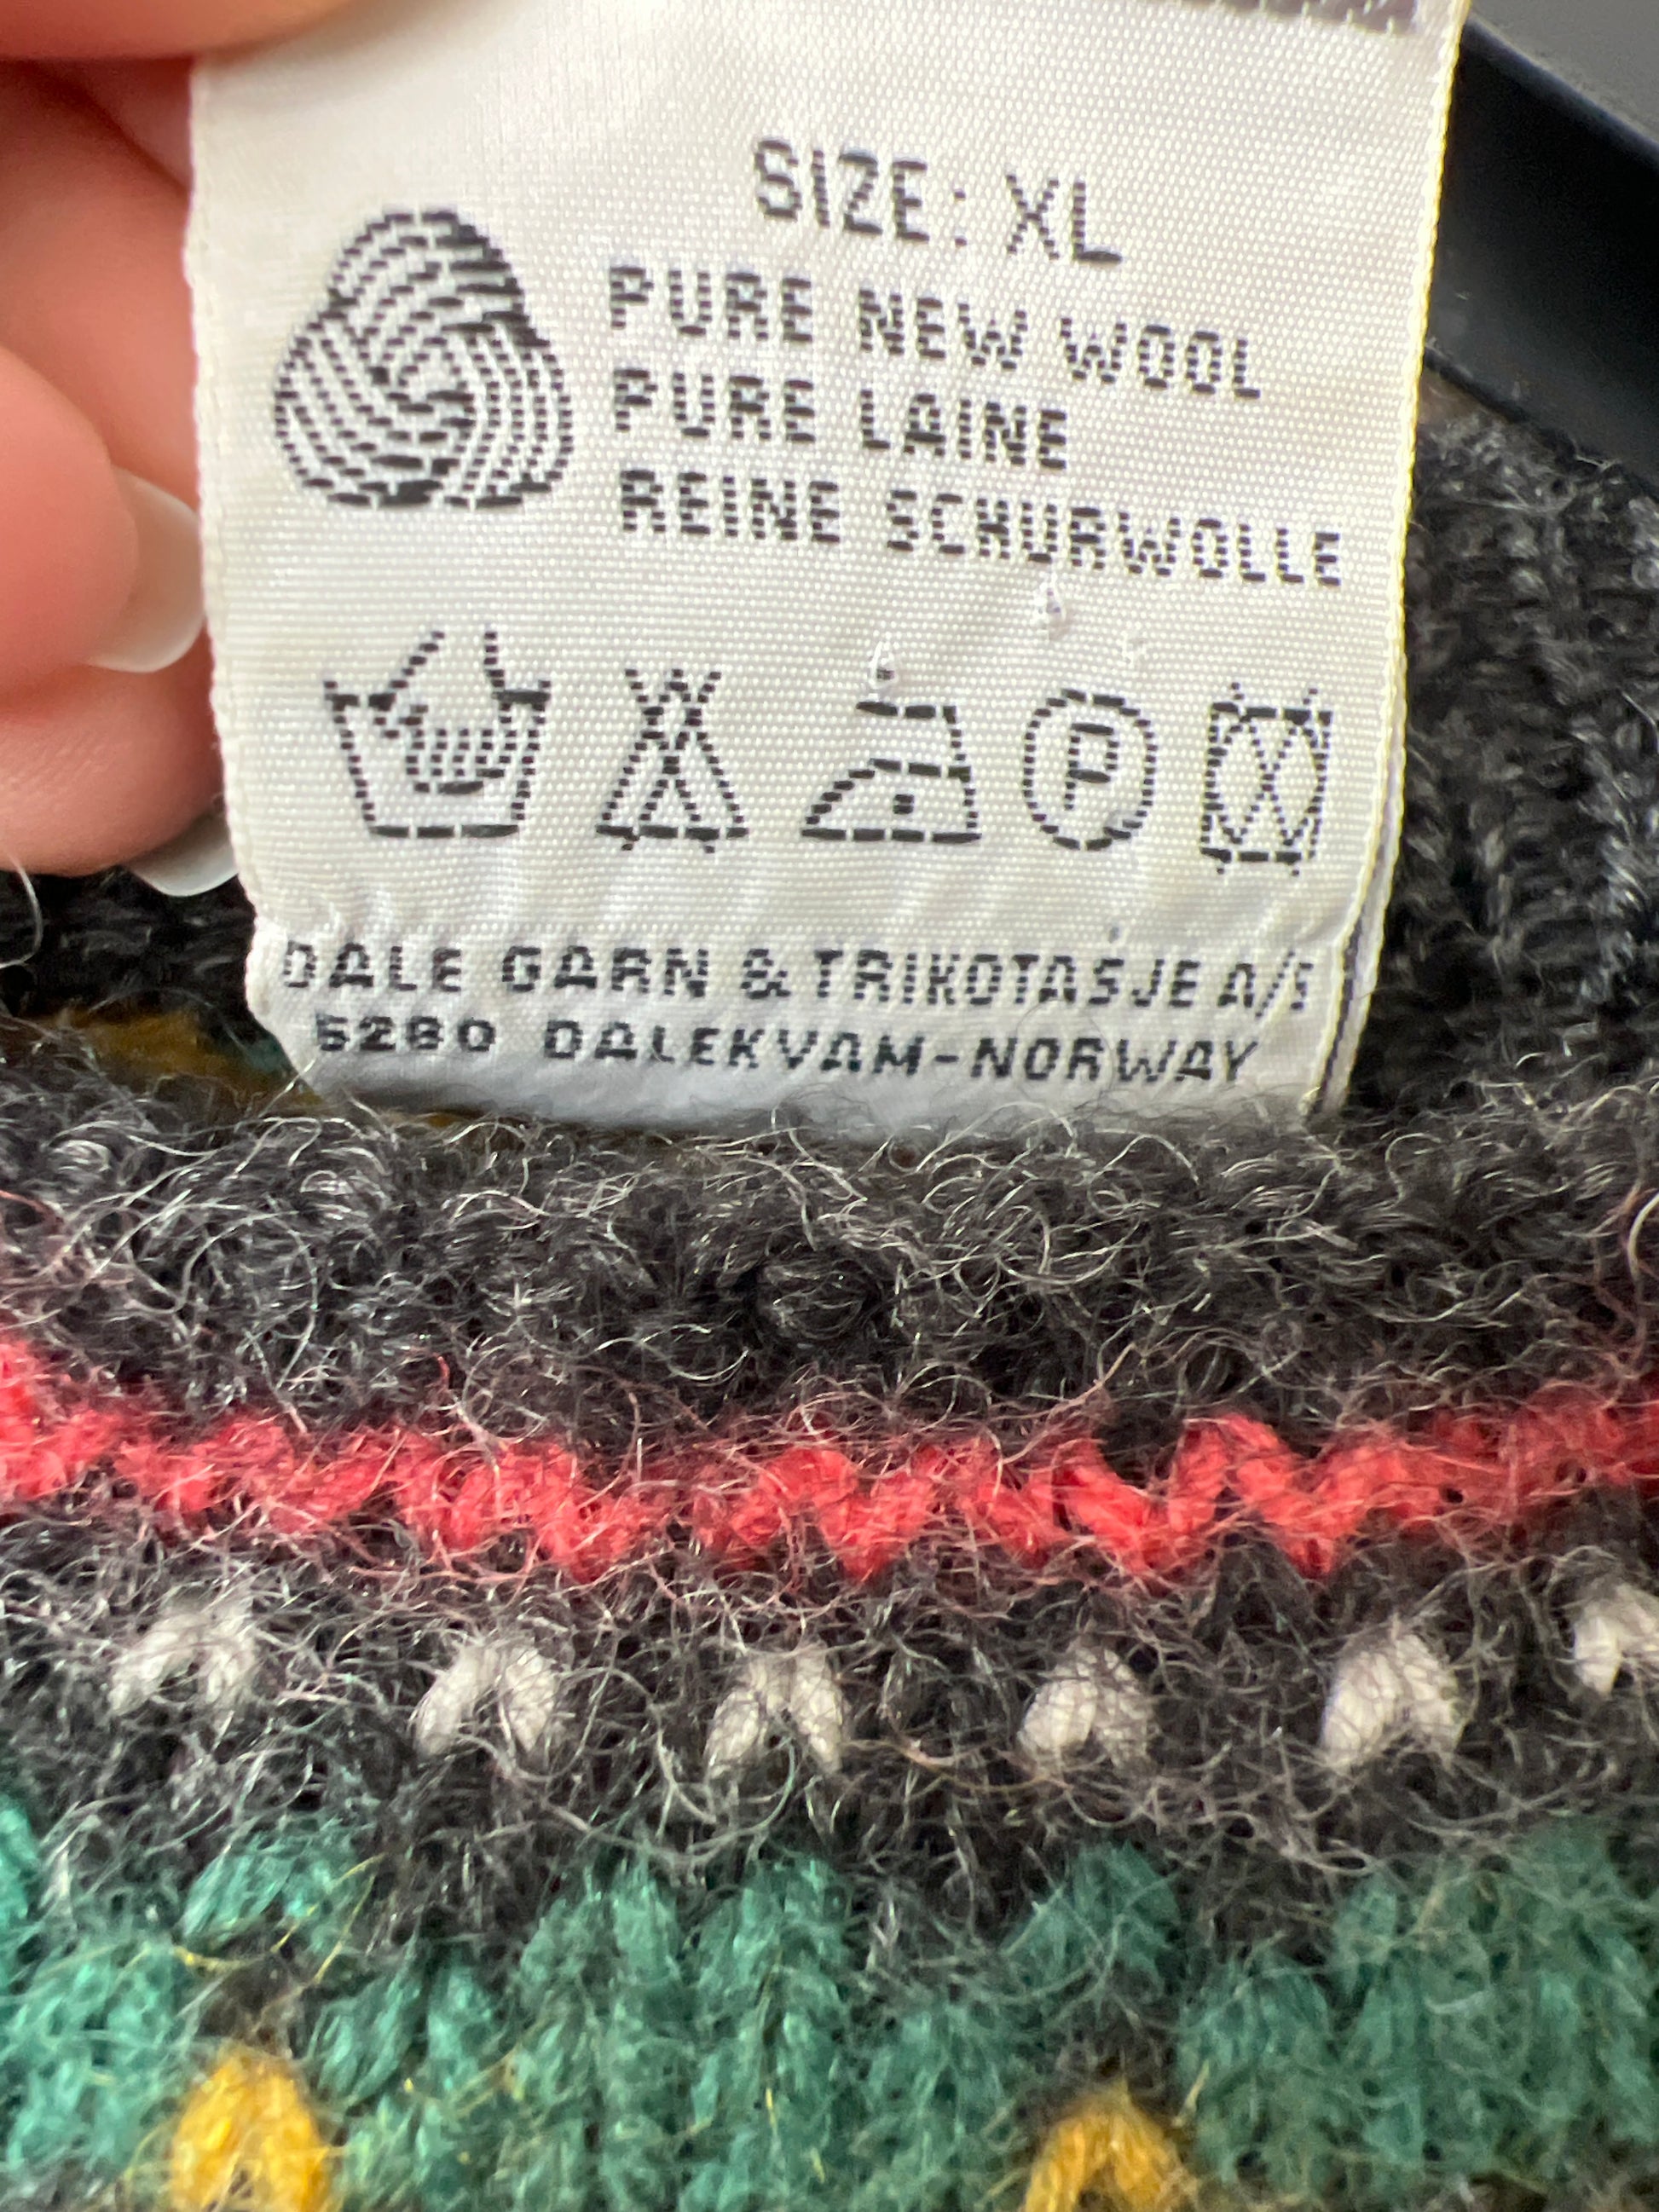 SIZE: XL
PURE NEW WOOL
PURE LAINE
REINE SCHURWOLLE
P
DALE GARN & TRIKOTASJE A/S
5280 DALEKVAM-NORWAY